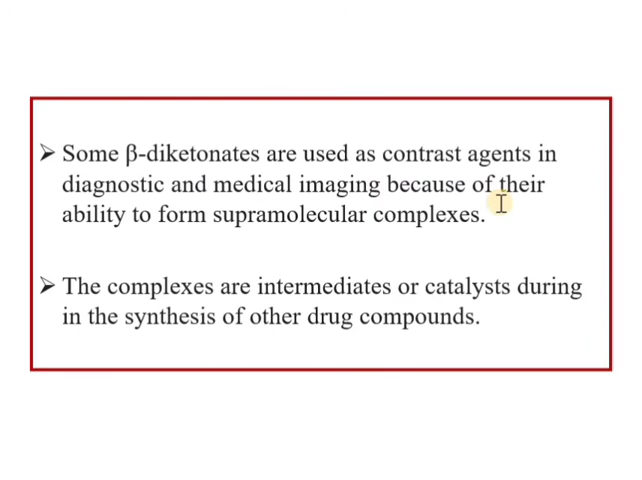 ➤ Some β-diketonates are used as contrast agents in
diagnostic and medical imaging because of their
ability to form supramolecular complexes.
➤ The complexes are intermediates or catalysts during
in the synthesis of other drug compounds.